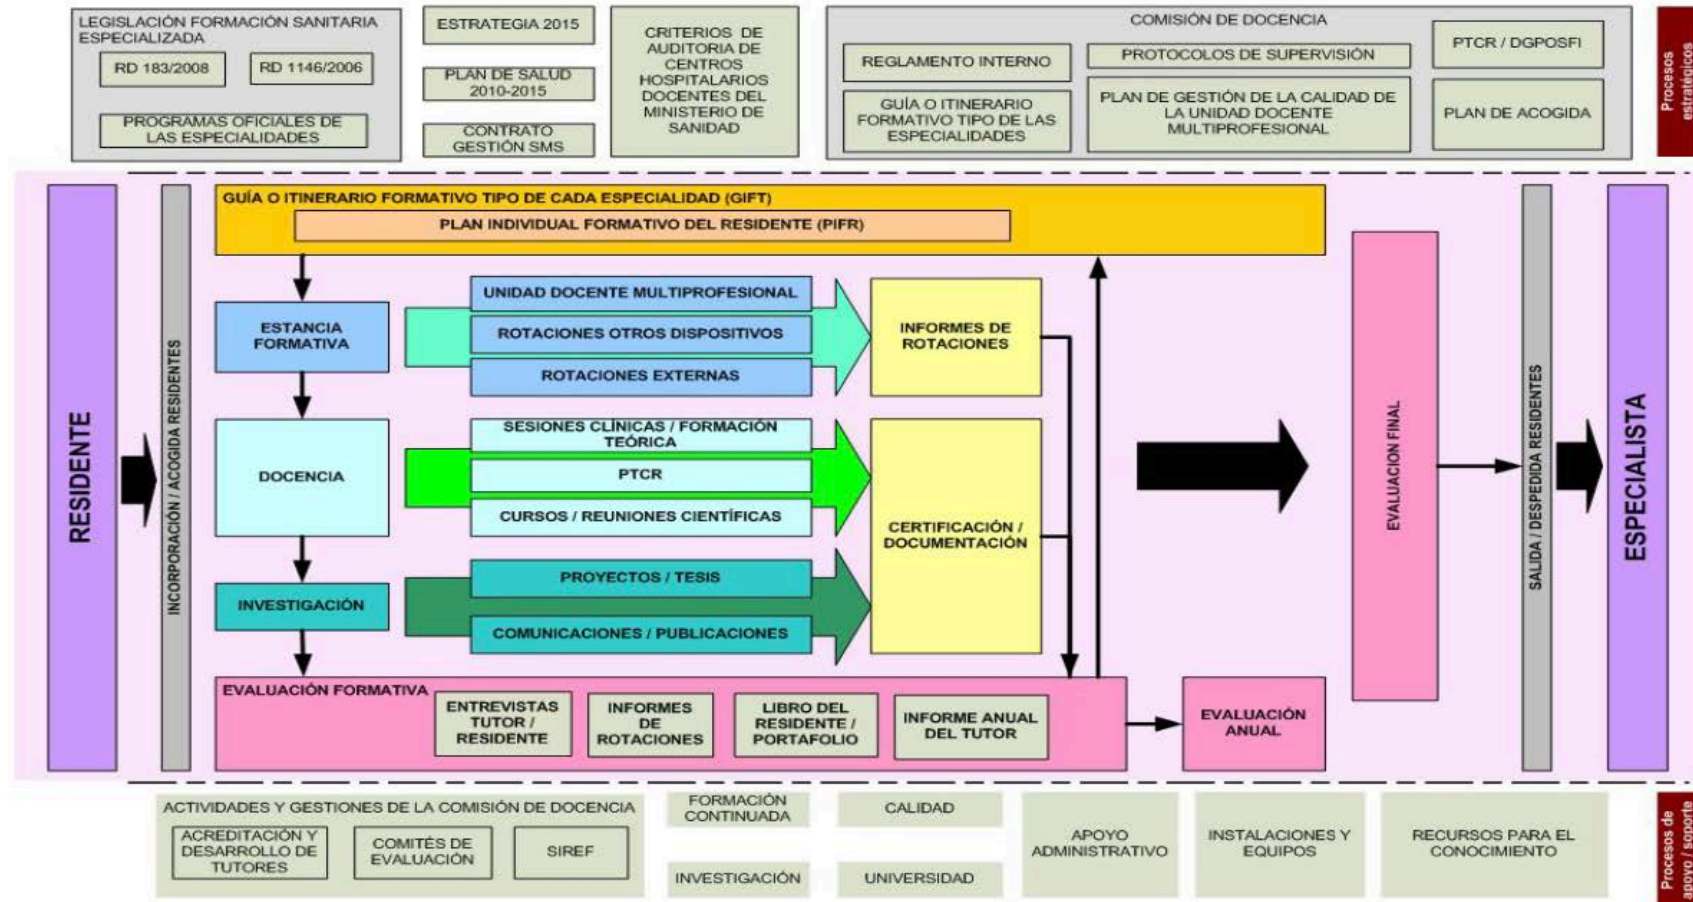 LEGISLACIÓN FORMACIÓN SANITARIA
ESPECIALIZADA
RD 183/2008
RD 1146/2006
PROGRAMAS OFICIALES DE
LAS ESPECIALIDADES
ESTRATEGIA 2015
PLAN DE SALUD
2010-2015
CONTRATO
GESTIÓN SMS
CRITERIOS DE
AUDITORIA DE
CENTROS
HOSPITALARIOS
DOCENTES DEL
MINISTERIO DE
SANIDAD
COMISIÓN DE DOCENCIA
REGLAMENTO INTERNO
GUÍA O ITINERARIO
FORMATIVO TIPO DE LAS
ESPECIALIDADES
PROTOCOLOS DE SUPERVISIÓN
PLAN DE GESTIÓN DE LA CALIDAD DE
LA UNIDAD DOCENTE
MULTIPROFESIONAL
PTCR / DGPOSFI
PLAN DE ACOGIDA
Procesos
estratégicos
RESIDENTE
INCORPORACIÓN / ACOGIDA RESIDENTES
GUÍA O ITINERARIO FORMATIVO TIPO DE CADA ESPECIALIDAD (GIFT)
PLAN INDIVIDUAL FORMATIVO DEL RESIDENTE (PIFR)
ESTANCIA
FORMATIVA
UNIDAD DOCENTE MULTIPROFESIONAL
ROTACIONES OTROS DISPOSITIVOS
ROTACIONES EXTERNAS
INFORMES DE
ROTACIONES
DOCENCIA
SESIONES CLÍNICAS / FORMACIÓN
TEÓRICA
PTCR
CURSOS / REUNIONES CIENTÍFICAS
CERTIFICACIÓN /
DOCUMENTACIÓN
INVESTIGACIÓN
PROYECTOS / TESIS
COMUNICACIONES / PUBLICACIONES
EVALUACIÓN FORMATIVA
ENTREVISTAS
TUTOR /
RESIDENTE
INFORMES
DE
ROTACIONES
LIBRO DEL
RESIDENTE /
PORTAFOLIO
INFORME ANUAL
DEL TUTOR
EVALUACIÓN
ANUAL
EVALUACION FINAL
SALIDA / DESPEDIDA RESIDENTES
ESPECIALISTA
ACTIVIDADES Y GESTIONES DE LA COMISIÓN DE DOCENCIA
ACREDITACIÓN Y
DESARROLLO DE
TUTORES
COMITÉS DE
EVALUACIÓN
SIREF
FORMACIÓN
CONTINUADA
INVESTIGACIÓN
CALIDAD
UNIVERSIDAD
APOYO
ADMINISTRATIVO
INSTALACIONES Y
EQUIPOS
RECURSOS PARA EL
CONOCIMIENTO
Procesos de
apoyo / soporte